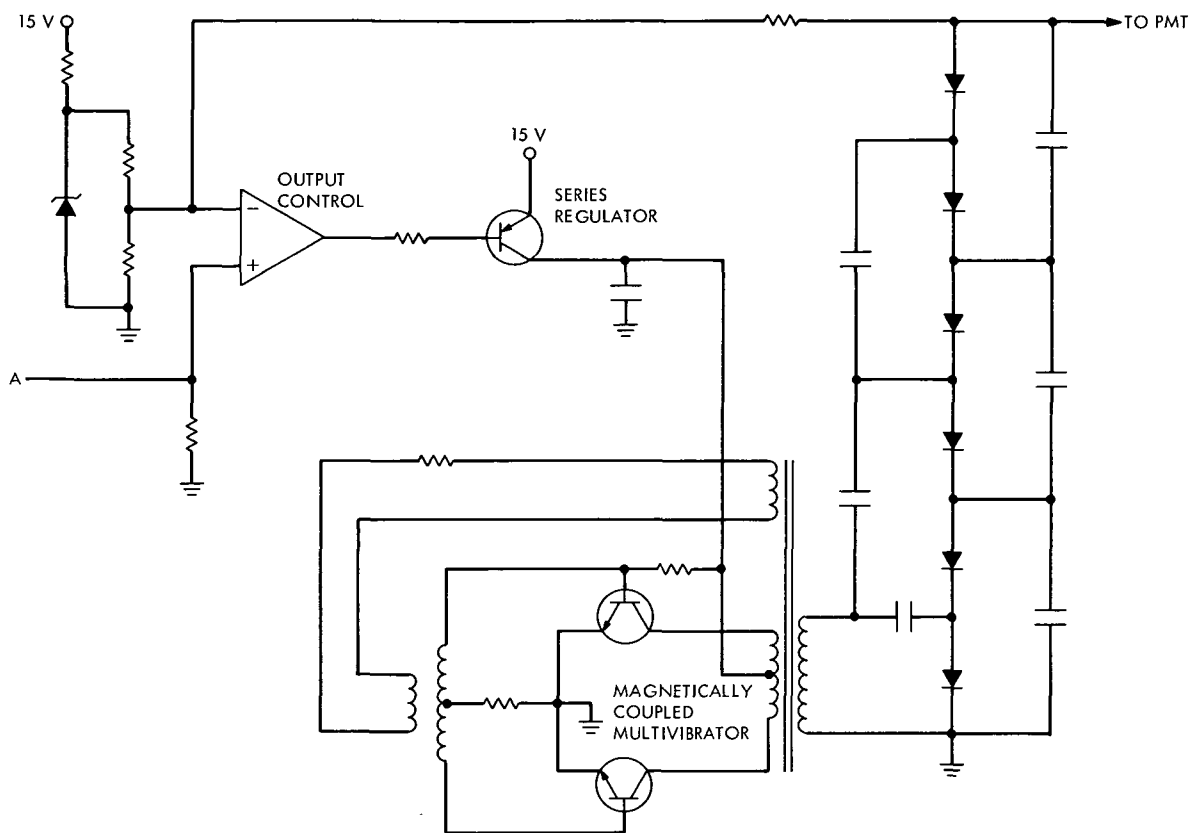 15 V
TO PMT
15 V
OUTPUT
CONTROL
SERIES
REGULATOR
−
+
A
MAGNETICALLY
COUPLED
MULTIVIBRATOR